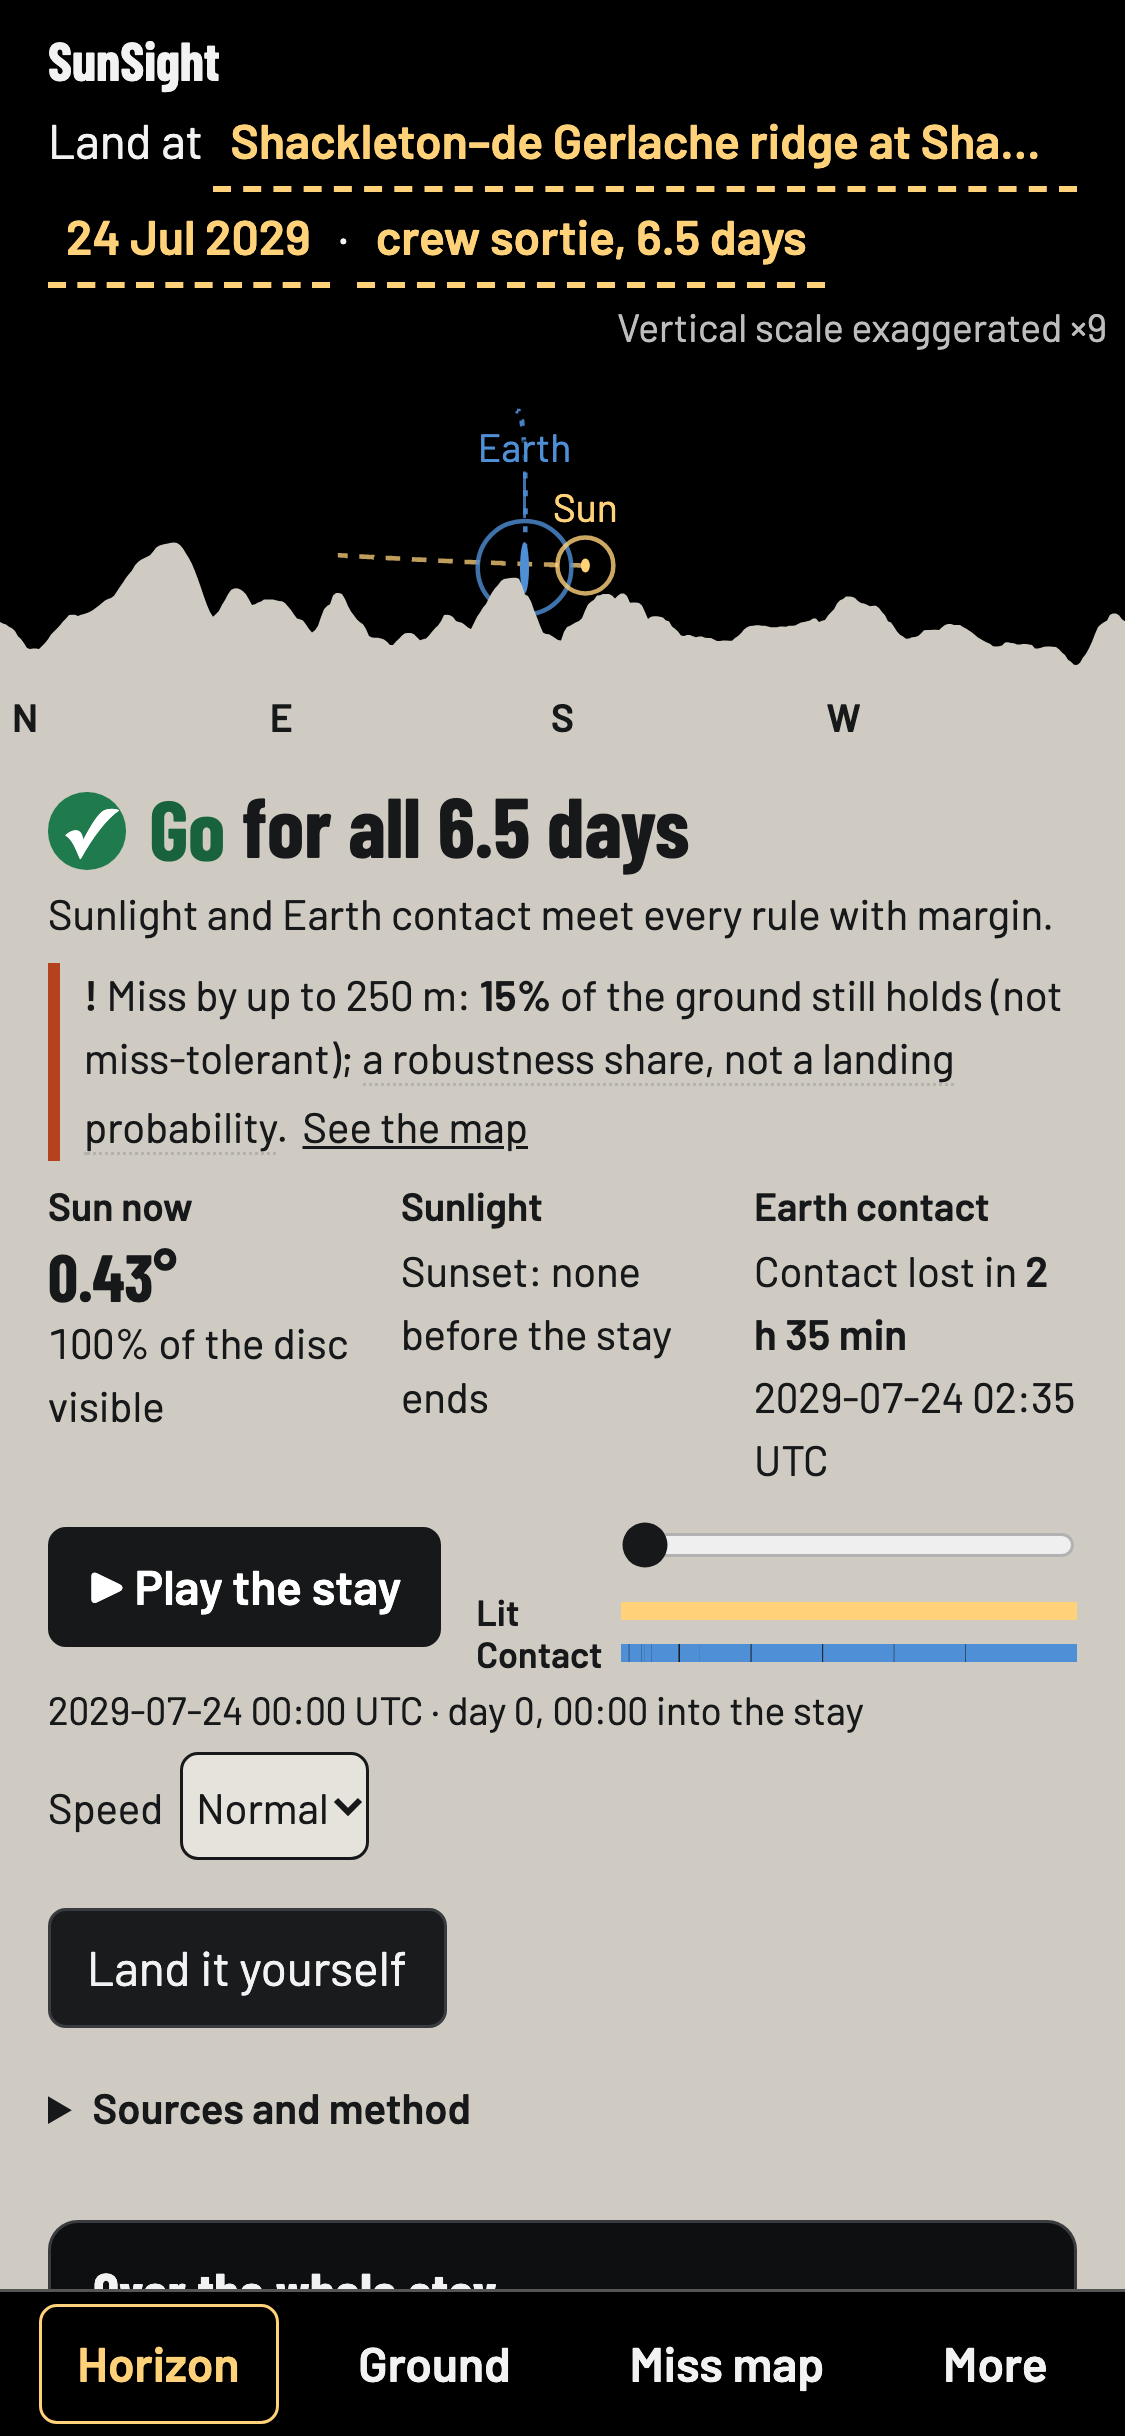 SunSight
Land at Shackleton–de Gerlache ridge at Sha...
24 Jul 2029 · crew sortie, 6.5 days
Vertical scale exaggerated ×9
Earth
Sun
N E S W
Go for all 6.5 days
Sunlight and Earth contact meet every rule with margin.
! Miss by up to 250 m: 15% of the ground still holds (not
miss-tolerant); a robustness share, not a landing
probability. See the map
Sun now
0.43°
100% of the disc
visible
Sunlight
Sunset: none
before the stay
ends
Earth contact
Contact lost in 2
h 35 min
2029-07-24 02:35
UTC
Play the stay
Lit
Contact
2029-07-24 00:00 UTC · day 0, 00:00 into the stay
Speed Normal
Land it yourself
Sources and method
Over the whole stay
Horizon Ground Miss map More